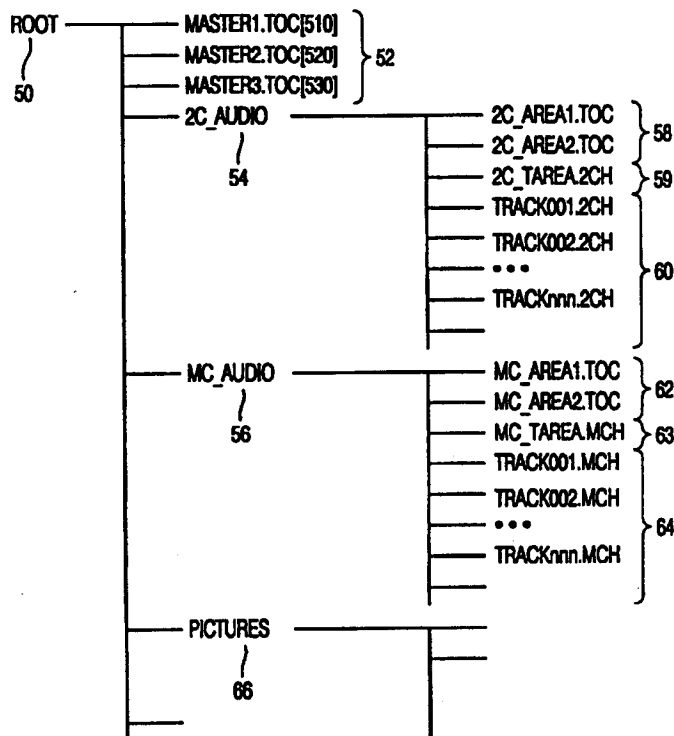 ROOT
50
MASTER1.TOC[510]
MASTER2.TOC[520]
MASTER3.TOC[530]
52
2C_AUDIO
54
2C_AREA1.TOC
2C_AREA2.TOC
58
2C_TAREA.2CH
59
TRACK001.2CH
TRACK002.2CH
•••
TRACKnnn.2CH
60
MC_AUDIO
56
MC_AREA1.TOC
MC_AREA2.TOC
62
MC_TAREA.MCH
63
TRACK001.MCH
TRACK002.MCH
•••
TRACKnnn.MCH
64
PICTURES
66